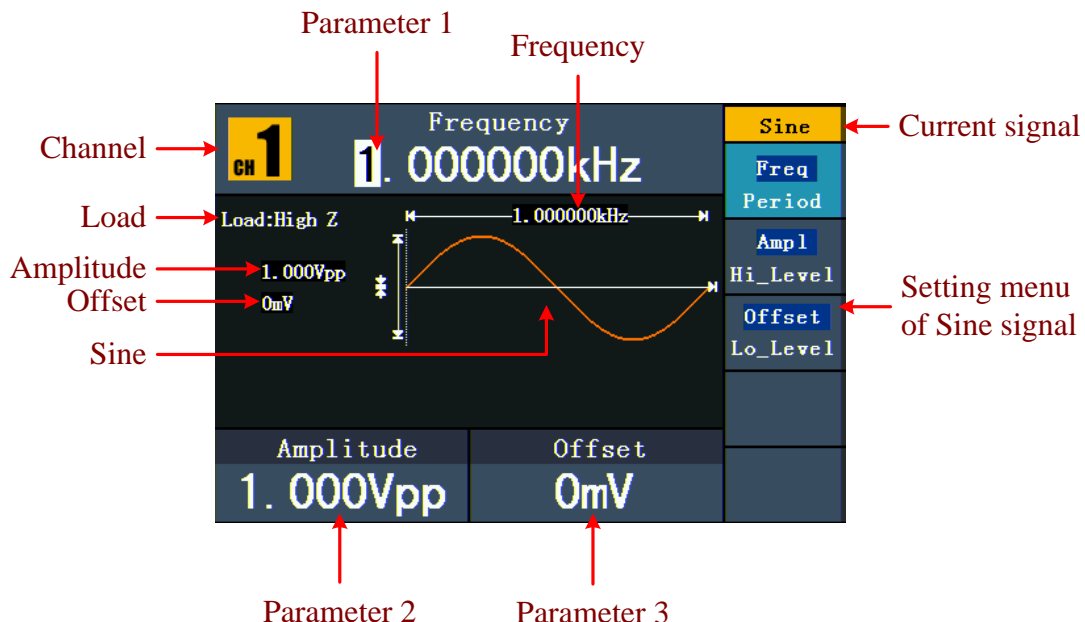 Parameter 1
Frequency
Channel
Load
Amplitude
Offset
Sine
CH 1
Frequency
1.000000kHz
Load:High Z
1.000000kHz
1.000Vpp
0mV
Amplitude
1.000Vpp
Offset
0mV
Sine
Freq
Period
Ampl
Hi_Level
Offset
Lo_Level
Current signal
Setting menu
of Sine signal
Parameter 2
Parameter 3